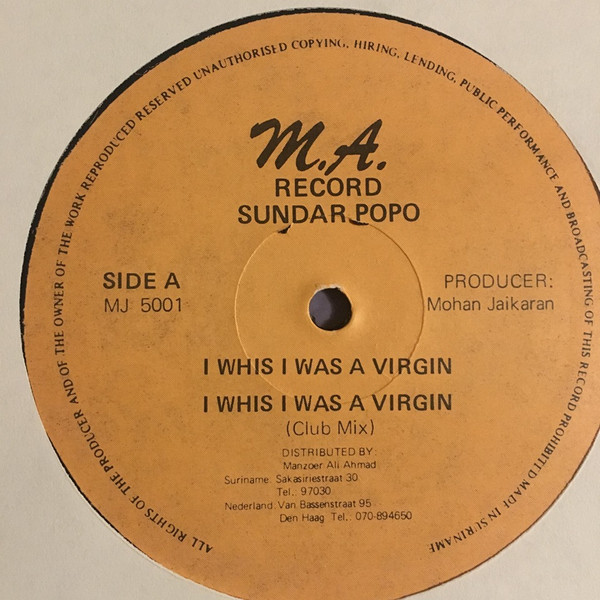 M.A.
RECORD
SUNDAR POPO
SIDE A
MJ 5001
PRODUCER:
Mohan Jaikaran
I WHIS I WAS A VIRGIN
I WHIS I WAS A VIRGIN
(Club Mix)
DISTRIBUTED BY:
Manzoer Ali Ahmad
Suriname: Sakasiriestraat 30
Tel. 97030
Nederland: Van Bassenstraat 95
Den Haag Tel.: 070-894650
ALL RIGHTS OF THE PRODUCER AND OF THE OWNER OF THE WORK REPRODUCED RESERVED UNAUTHORISED COPYING, HIRING, LENDING, PUBLIC PERFORMANCE AND BROADCASTING OF THIS RECORD PROHIBITED MADE IN SURINAME